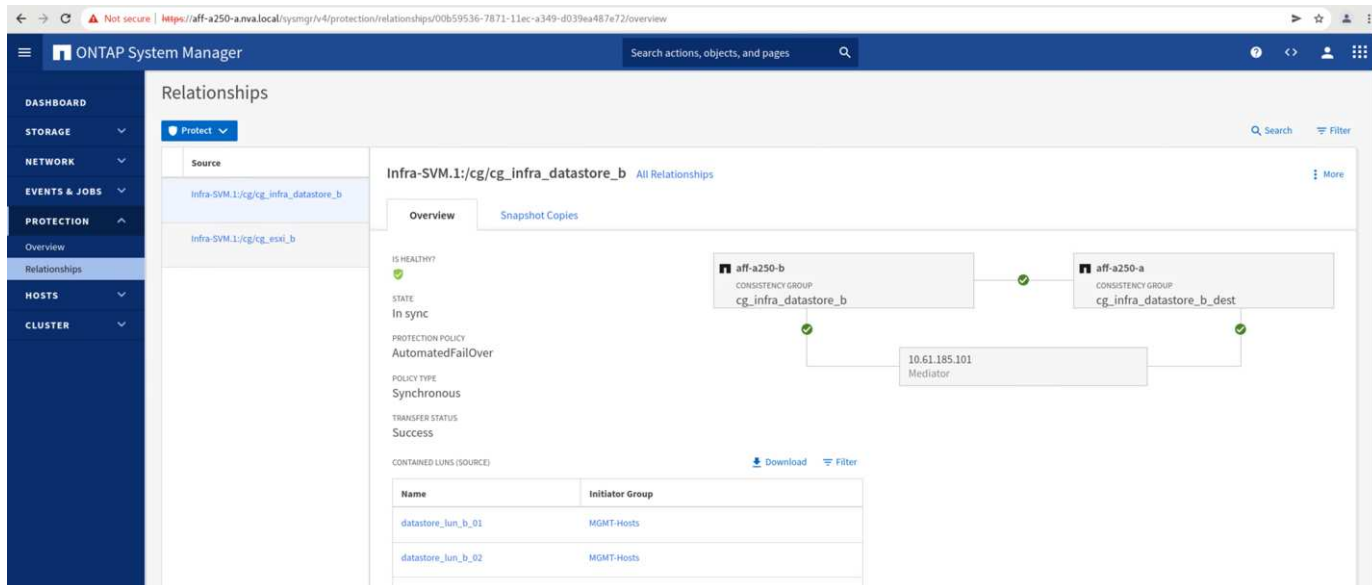 Not secure | https://aff-a250-a.nva.local/sysmgr/v4/protection/relationships/00b59536-7871-11ec-a349-d039ea487e72/overview
ONTAP System Manager
Search actions, objects, and pages
DASHBOARD
STORAGE
NETWORK
EVENTS & JOBS
PROTECTION
Overview
Relationships
HOSTS
CLUSTER
Relationships
Protect
Search
Filter
Source
Infra-SVM.1:/cg/cg_infra_datastore_b
Infra-SVM.1:/cg/cg_esxi_b
Infra-SVM.1:/cg/cg_infra_datastore_b All Relationships
More
Overview Snapshot Copies
IS HEALTHY?
STATE
In sync
PROTECTION POLICY
AutomatedFailOver
POLICY TYPE
Synchronous
TRANSFER STATUS
Success
aff-a250-b
CONSISTENCY GROUP
cg_infra_datastore_b
aff-a250-a
CONSISTENCY GROUP
cg_infra_datastore_b_dest
10.61.185.101
Mediator
CONTAINED LUNS (SOURCE)
Download Filter
Name Initiator Group
datastore_lun_b_01 MGMT-Hosts
datastore_lun_b_02 MGMT-Hosts